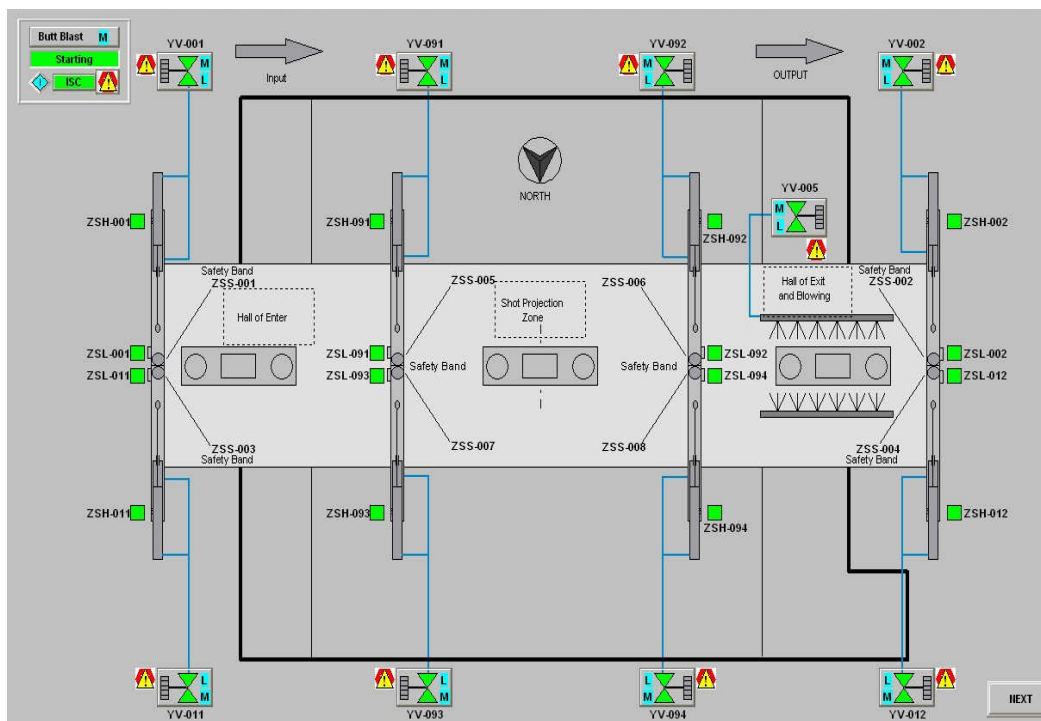 Butt Blast M
Starting
I ISC
YV-001
M
L
Input
YV-091
M
L
YV-092
M
L
OUTPUT
YV-002
M
L
NORTH
YV-005
M
L
ZSH-001
ZSH-091
ZSH-092
ZSH-002
Safety Band
ZSS-001
Hall of Enter
ZSS-005
Shot Projection
Zone
ZSS-006
Hall of Exit
and Blowing
Safety Band
ZSS-002
ZSL-001
ZSL-011
ZSL-091
ZSL-093
Safety Band
Safety Band
ZSL-092
ZSL-094
ZSL-002
ZSL-012
ZSS-003
Safety Band
ZSS-007
ZSS-008
ZSS-004
Safety Band
ZSH-011
ZSH-093
ZSH-094
ZSH-012
L
M
YV-011
L
M
YV-093
L
M
YV-094
L
M
YV-012
NEXT